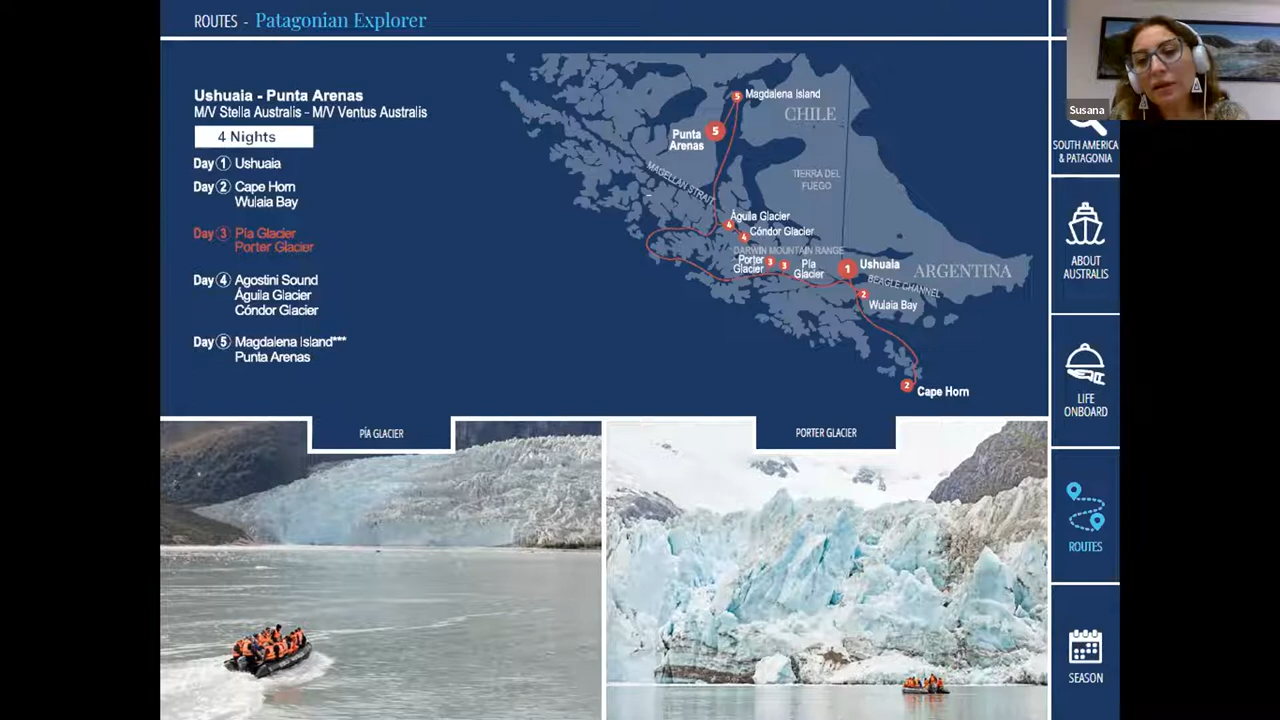 ROUTES - Patagonian Explorer
Ushuaia - Punta Arenas
M/V Stella Australis - M/V Ventus Australis
4 Nights
Day 1 Ushuaia
Day 2 Cape Horn
Wulaia Bay
Day 3 Pía Glacier
Porter Glacier
Day 4 Agostini Sound
Águila Glacier
Cóndor Glacier
Day 5 Magdalena Island***
Punta Arenas
5 Magdalena Island
CHILE
Punta
Arenas
5
MAGELLAN STRAIT
TIERRA DEL
FUEGO
4 Águila Glacier
4 Cóndor Glacier
DARWIN MOUNTAIN RANGE
Porter
Glacier
3
3
Pía
Glacier
1 Ushuaia
ARGENTINA
BEAGLE CHANNEL
2
Wulaia Bay
2 Cape Horn
PÍA GLACIER
PORTER GLACIER
Susana
SOUTH AMERICA
& PATAGONIA
ABOUT
AUSTRALIS
LIFE
ONBOARD
ROUTES
SEASON